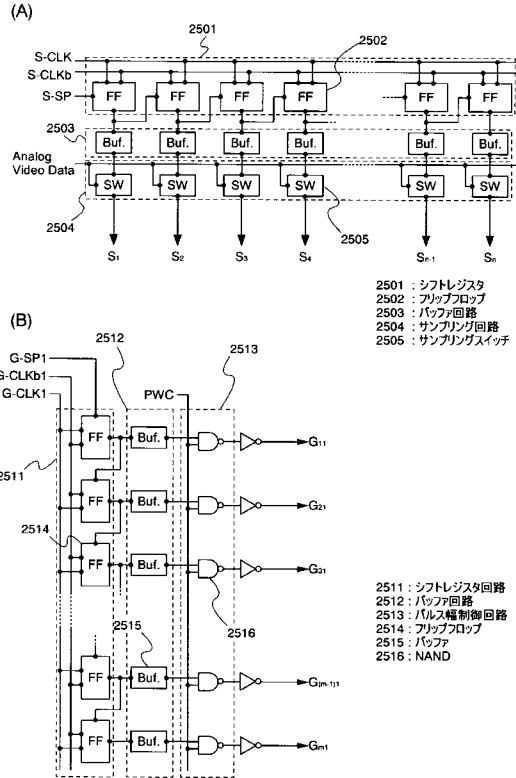 (A)
2501
2502
S-CLK
S-CLKb
S-SP
FF FF FF FF FF FF
2503
Buf. Buf. Buf. Buf. Buf. Buf.
Analog
Video Data
SW SW SW SW SW SW
2504
2505
S1 S2 S3 S4 Sn-1 Sn
2501 : シフトレジスタ
2502 : フリップフロップ
2503 : バッファ回路
2504 : サンプリング回路
2505 : サンプリングスイッチ
(B)
2512
2513
G-SP1
G-CLKb1
G-CLK1
PWC
FF Buf. G11
2511
FF Buf. G21
2514
FF Buf. G31
2516
2515
FF Buf. G(m-1)1
FF Buf. Gm1
2511 : シフトレジスタ回路
2512 : バッファ回路
2513 : パルス幅制御回路
2514 : フリップフロップ
2515 : バッファ
2516 : NAND